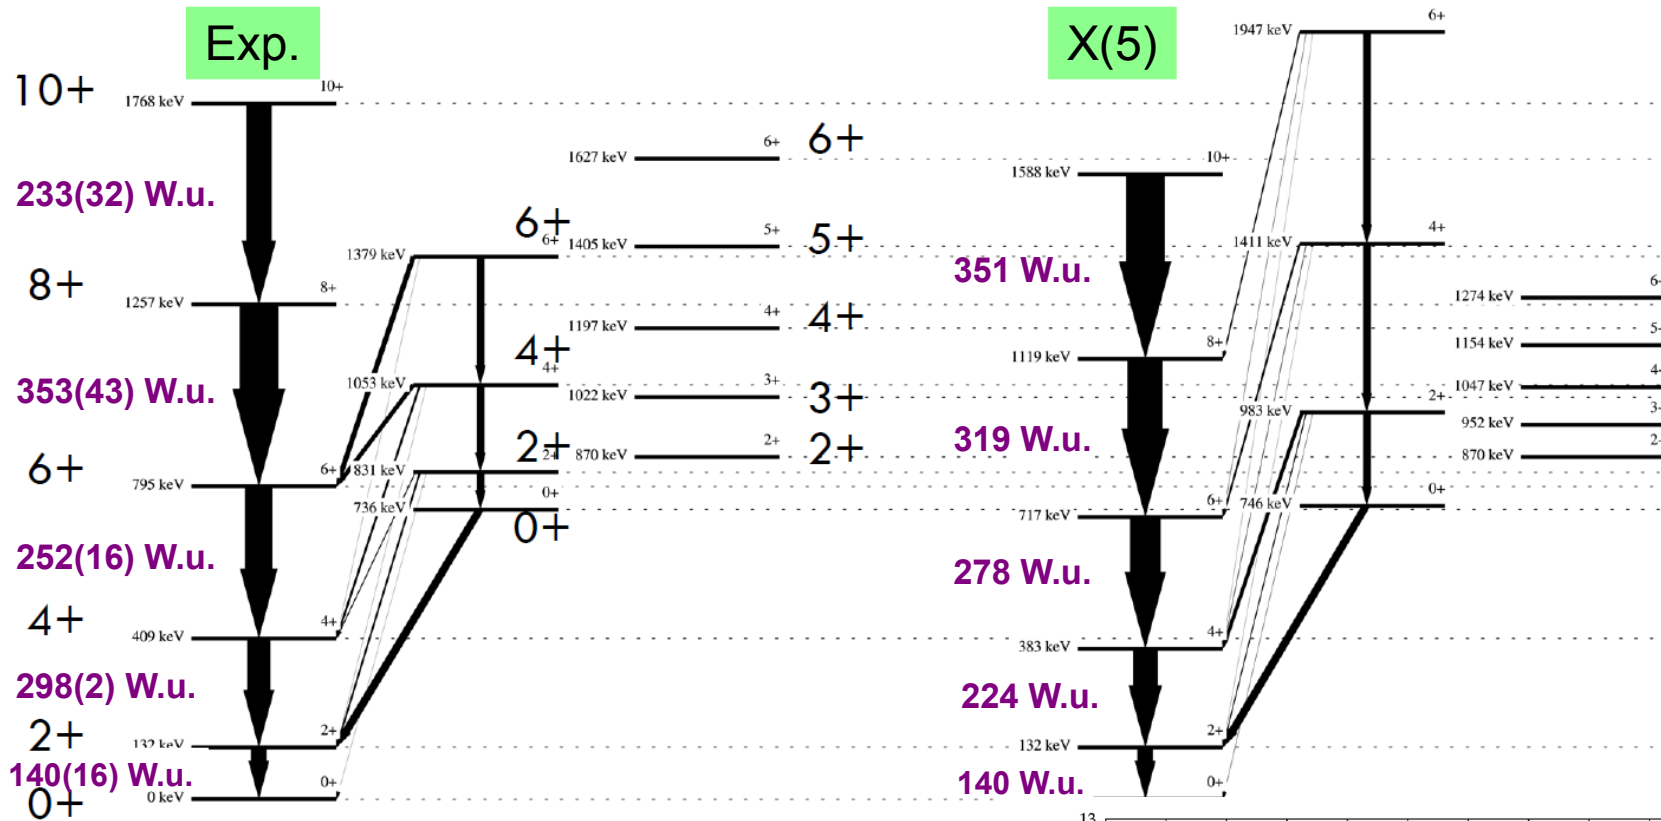 Exp.
X(5)
1947 keV
6+
10+
1768 keV
10+
6+
1627 keV
6+
10+
1588 keV
233(32) W.u.
6+
6+
1405 keV
5+
5+
1411 keV
4+
1379 keV
351 W.u.
8+
1257 keV
8+
1274 keV
6-
4+
4+
4+
1197 keV
4+
8+
1119 keV
1154 keV
5-
353(43) W.u.
1053 keV
1022 keV
3+
3+
1047 keV
4-
2+
983 keV
952 keV
3-
319 W.u.
2+
2+
870 keV
2+
2+
870 keV
2-
6+
6+
831 keV
795 keV
0+
736 keV
0+
6+
717 keV
746 keV
0+
252(16) W.u.
278 W.u.
4+
4+
409 keV
4+
383 keV
298(2) W.u.
224 W.u.
2+
2+
132 keV
2+
132 keV
140(16) W.u.
0+
140 W.u.
0+
0+
0 keV
13